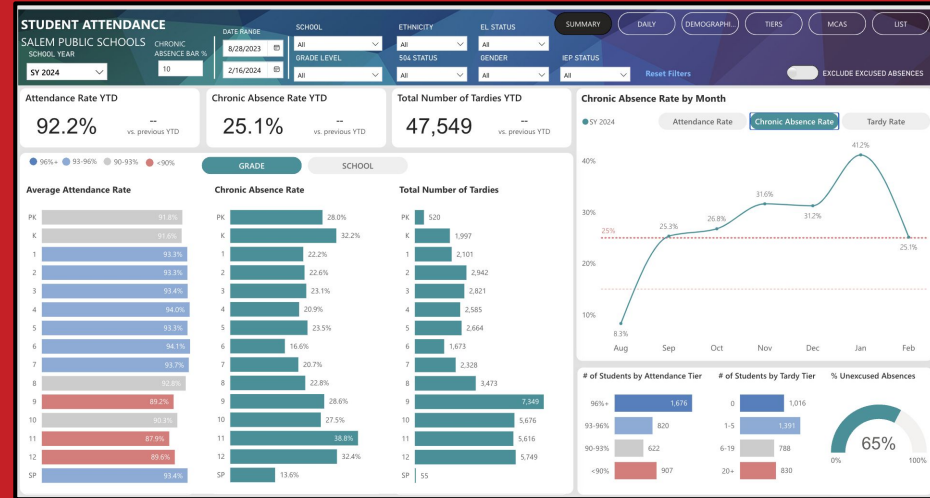 STUDENT ATTENDANCE
SALEM PUBLIC SCHOOLS
SCHOOL YEAR
SY 2024
CHRONIC
ABSENCE BAR %
10
DATE RANGE
8/28/2023
2/16/2024
SCHOOL
All
GRADE LEVEL
All
ETHNICITY
All
504 STATUS
All
EL STATUS
All
GENDER
All
IEP STATUS
All
SUMMARY
DAILY
DEMOGRAPHI...
TIERS
MCAS
LIST
Reset Filters
EXCLUDE EXCUSED ABSENCES
Attendance Rate YTD
92.2%
--
vs. previous YTD
Chronic Absence Rate YTD
25.1%
--
vs. previous YTD
Total Number of Tardies YTD
47,549
--
vs. previous YTD
96%+ 93-96% 90-93% <90%
GRADE
SCHOOL
Average Attendance Rate
PK 91.8%
K 91.6%
1 93.3%
2 93.3%
3 93.4%
4 94.0%
5 93.3%
6 94.1%
7 93.7%
8 92.8%
9 89.2%
10 90.3%
11 87.9%
12 89.6%
SP 93.4%
Chronic Absence Rate
PK 28.0%
K 32.2%
1 22.2%
2 22.6%
3 23.1%
4 20.9%
5 23.5%
6 16.6%
7 20.7%
8 22.8%
9 28.6%
10 27.5%
11 38.8%
12 32.4%
SP 13.6%
Total Number of Tardies
PK 520
K 1,997
1 2,101
2 2,942
3 2,821
4 2,585
5 2,664
6 1,673
7 2,328
8 3,473
9 7,349
10 5,676
11 5,616
12 5,749
SP 55
Chronic Absence Rate by Month
SY 2024
Attendance Rate
Chronic Absence Rate
Tardy Rate
40%
30%
25%
20%
10%
8.3%
25.3%
26.8%
31.6%
31.2%
41.2%
25.1%
Aug Sep Oct Nov Dec Jan Feb
# of Students by Attendance Tier
96%+ 1,676
93-96% 820
90-93% 622
<90% 907
# of Students by Tardy Tier
0 1,016
1-5 1,391
6-19 788
20+ 830
% Unexcused Absences
65%
0% 100%